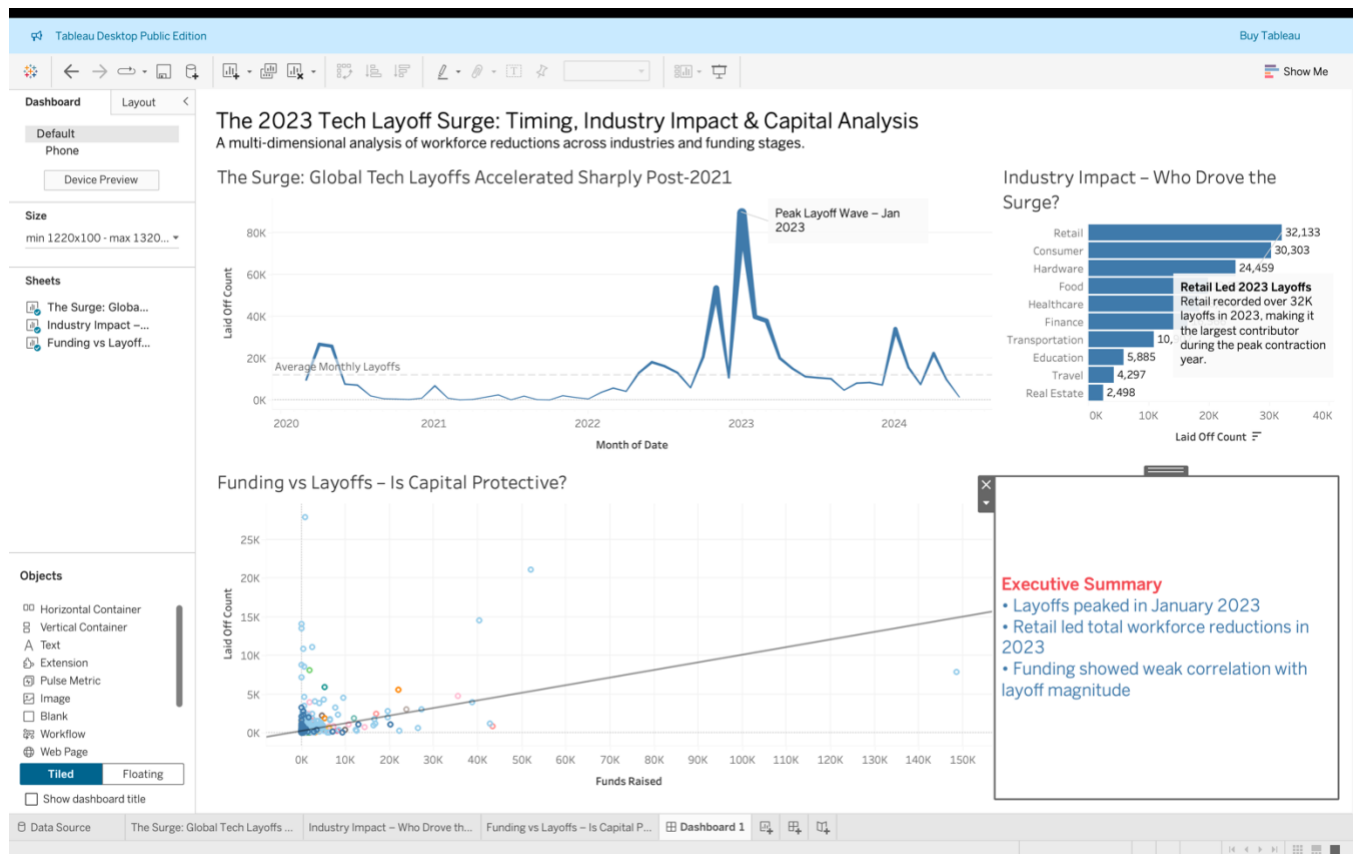 Tableau Desktop Public Edition
Buy Tableau
Show Me
Dashboard
Layout
Default
Phone
Device Preview
Size
min 1220x100 - max 1320...
Sheets
The Surge: Globa...
Industry Impact –...
Funding vs Layoff...
Objects
Horizontal Container
Vertical Container
Text
Extension
Pulse Metric
Image
Blank
Workflow
Web Page
Tiled
Floating
Show dashboard title
The 2023 Tech Layoff Surge: Timing, Industry Impact & Capital Analysis
A multi-dimensional analysis of workforce reductions across industries and funding stages.
The Surge: Global Tech Layoffs Accelerated Sharply Post-2021
Laid Off Count
80K
60K
40K
20K
0K
Average Monthly Layoffs
Peak Layoff Wave – Jan
2023
2020
2021
2022
2023
2024
Month of Date
Industry Impact – Who Drove the
Surge?
Retail 32,133
Consumer 30,303
Hardware 24,459
Food
Healthcare
Finance
Transportation 10,
Education 5,885
Travel 4,297
Real Estate 2,498
Retail Led 2023 Layoffs
Retail recorded over 32K
layoffs in 2023, making it
the largest contributor
during the peak contraction
year.
0K 10K 20K 30K 40K
Laid Off Count
Funding vs Layoffs – Is Capital Protective?
Laid Off Count
25K
20K
15K
10K
5K
0K
0K 10K 20K 30K 40K 50K 60K 70K 80K 90K 100K 110K 120K 130K 140K 150K
Funds Raised
Executive Summary
• Layoffs peaked in January 2023
• Retail led total workforce reductions in
2023
• Funding showed weak correlation with
layoff magnitude
Data Source
The Surge: Global Tech Layoffs ...
Industry Impact – Who Drove th...
Funding vs Layoffs – Is Capital P...
Dashboard 1